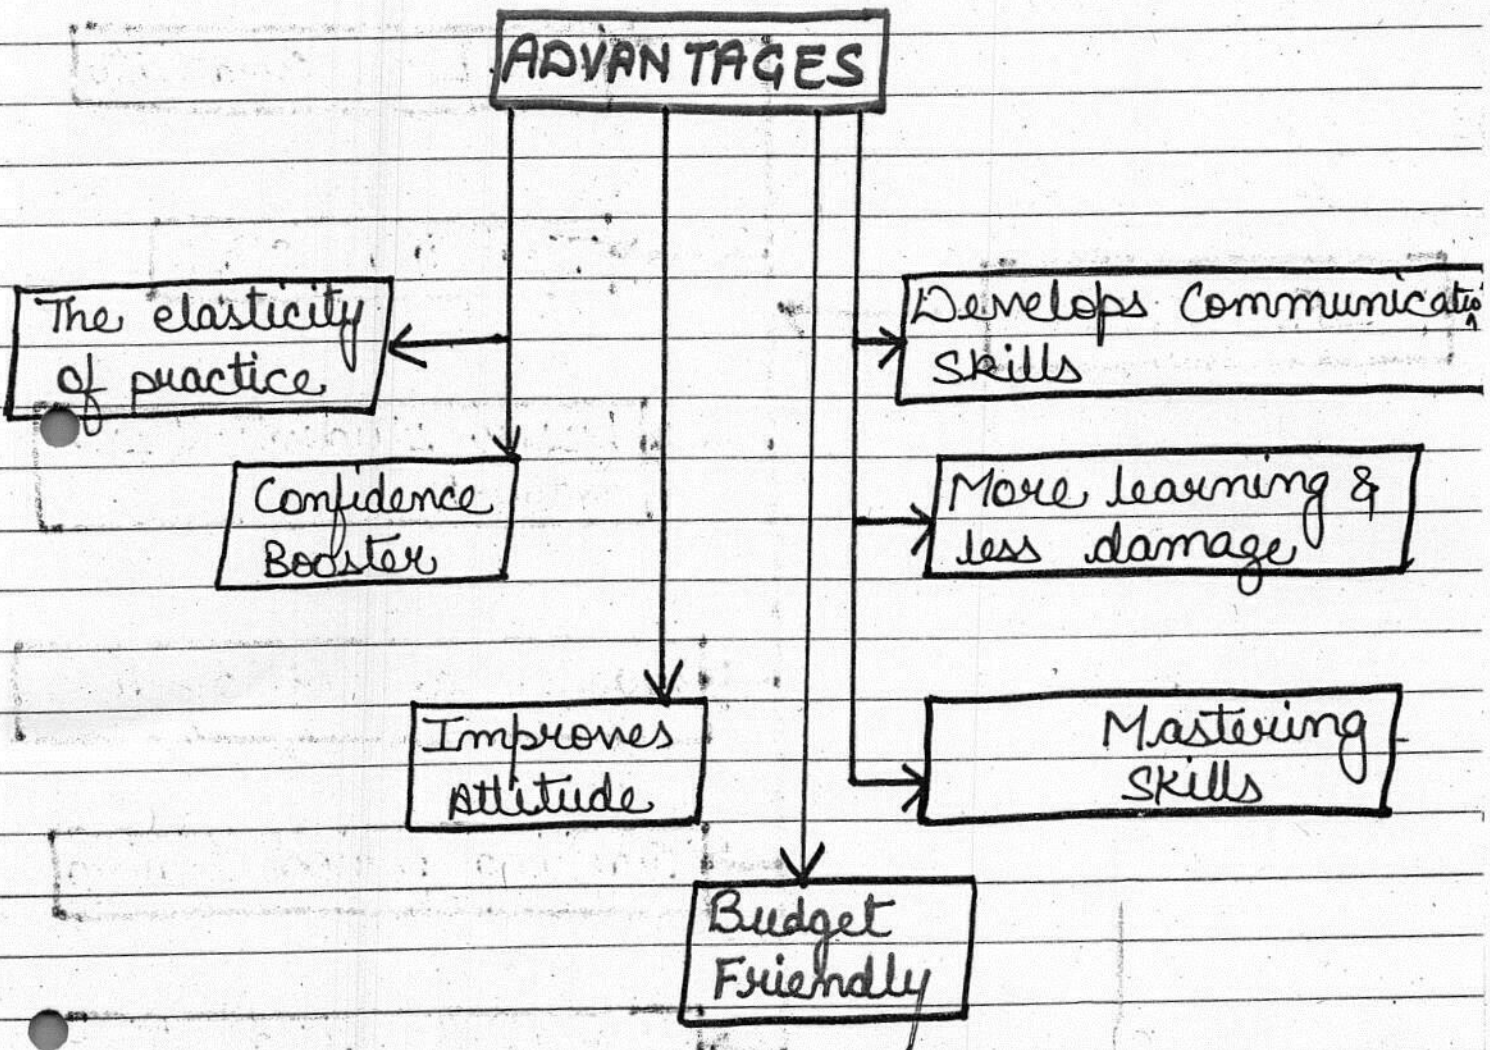 ADVANTAGES
The elasticity
of practice
Develops Communicatio
skills
Confidence
Booster
More learning &
less damage
Improves
Attitude
Mastering
Skills
Budget
Friendly